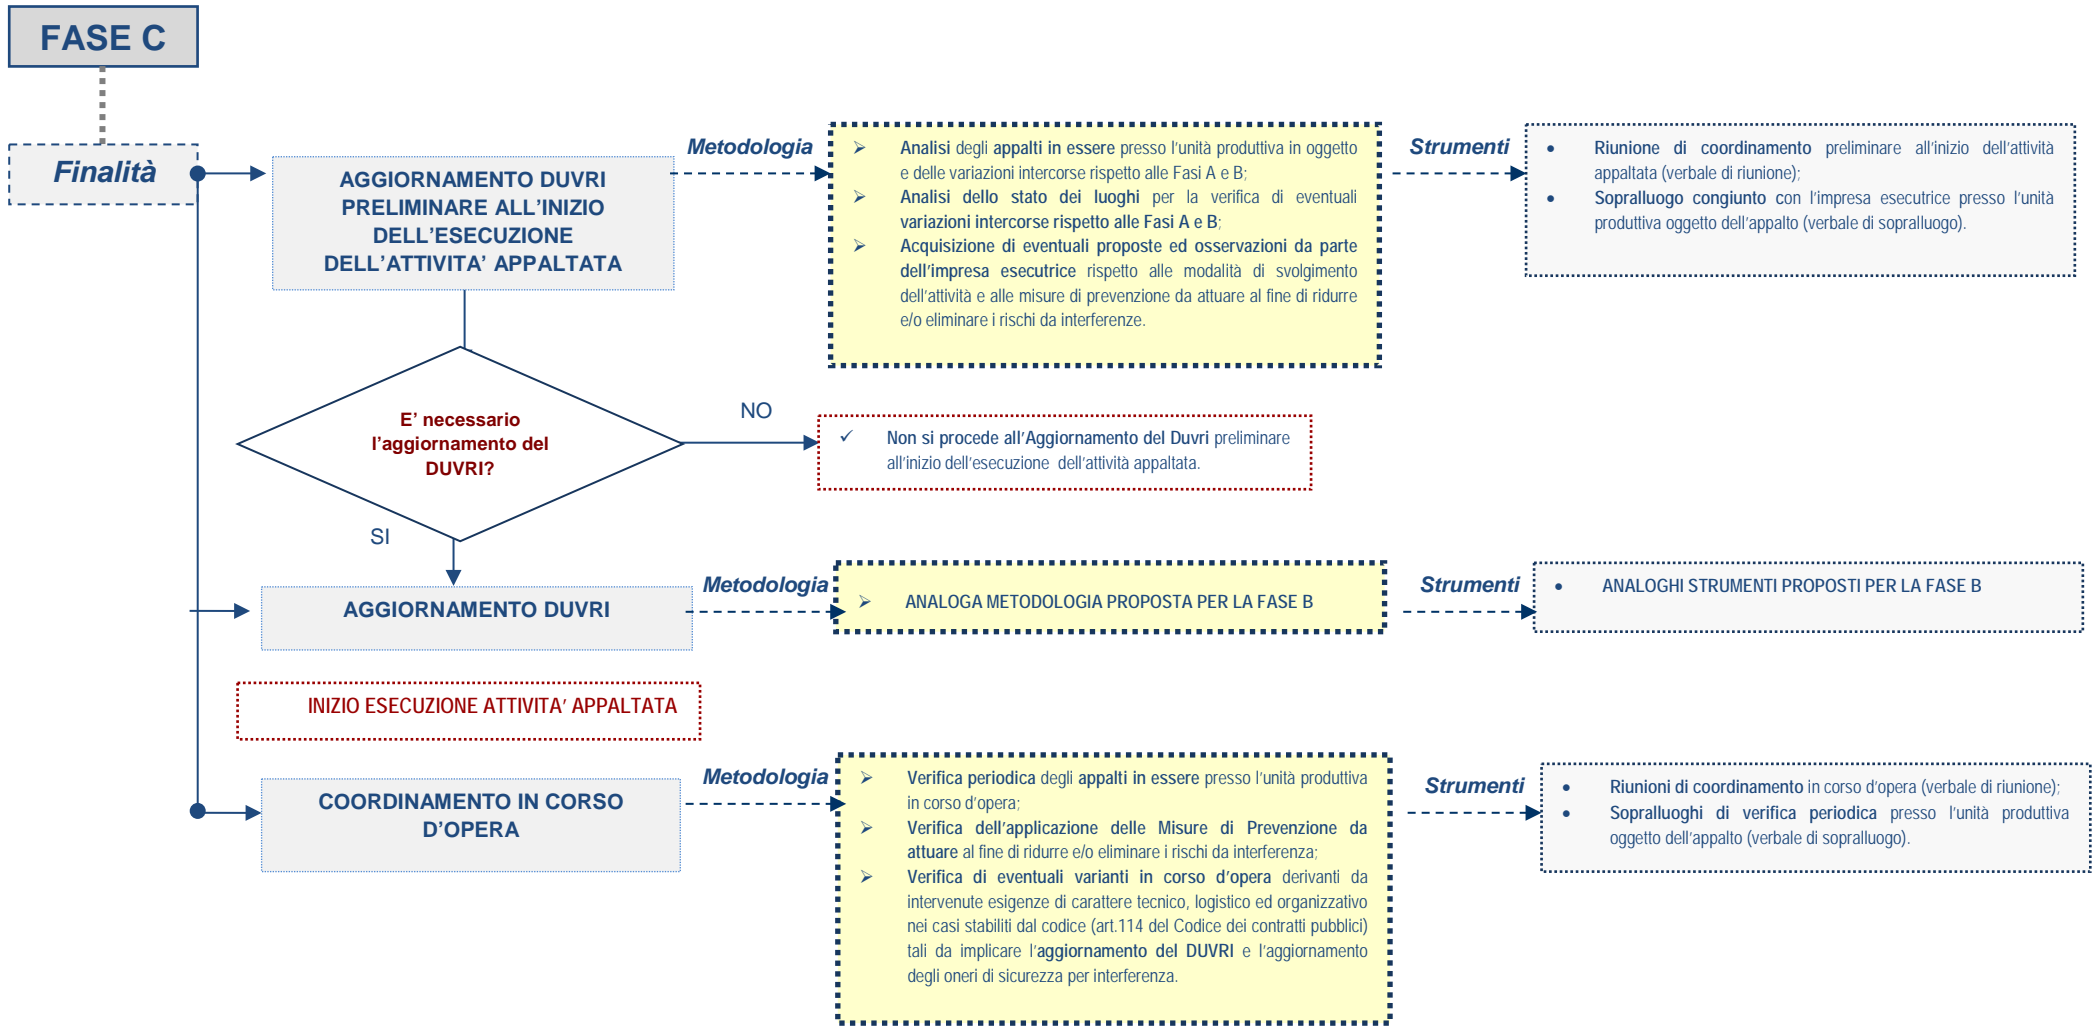 FASE C
Finalità
AGGIORNAMENTO DUVRI
PRELIMINARE ALL'INIZIO
DELL'ESECUZIONE
DELL'ATTIVITA' APPALTATA
Metodologia
➢ Analisi degli appalti in essere presso l'unità produttiva in oggetto
e delle variazioni intercorse rispetto alle Fasi A e B;
➢ Analisi dello stato dei luoghi per la verifica di eventuali
variazioni intercorse rispetto alle Fasi A e B;
➢ Acquisizione di eventuali proposte ed osservazioni da parte
dell'impresa esecutrice rispetto alle modalità di svolgimento
dell'attività e alle misure di prevenzione da attuare al fine di ridurre
e/o eliminare i rischi da interferenze.
Strumenti
• Riunione di coordinamento preliminare all'inizio dell'attività
appaltata (verbale di riunione);
• Sopralluogo congiunto con l'impresa esecutrice presso l'unità
produttiva oggetto dell'appalto (verbale di sopralluogo).
E' necessario
l'aggiornamento del
DUVRI?
NO
✓ Non si procede all'Aggiornamento del Duvri preliminare
all'inizio dell'esecuzione dell'attività appaltata.
SI
AGGIORNAMENTO DUVRI
Metodologia
➢ ANALOGA METODOLOGIA PROPOSTA PER LA FASE B
Strumenti
• ANALOGHI STRUMENTI PROPOSTI PER LA FASE B
INIZIO ESECUZIONE ATTIVITA' APPALTATA
COORDINAMENTO IN CORSO
D'OPERA
Metodologia
➢ Verifica periodica degli appalti in essere presso l'unità produttiva
in corso d'opera;
➢ Verifica dell'applicazione delle Misure di Prevenzione da
attuare al fine di ridurre e/o eliminare i rischi da interferenza;
➢ Verifica di eventuali varianti in corso d'opera derivanti da
intervenute esigenze di carattere tecnico, logistico ed organizzativo
nei casi stabiliti dal codice (art.114 del Codice dei contratti pubblici)
tali da implicare l'aggiornamento del DUVRI e l'aggiornamento
degli oneri di sicurezza per interferenza.
Strumenti
• Riunioni di coordinamento in corso d'opera (verbale di riunione);
• Sopralluoghi di verifica periodica presso l'unità produttiva
oggetto dell'appalto (verbale di sopralluogo).